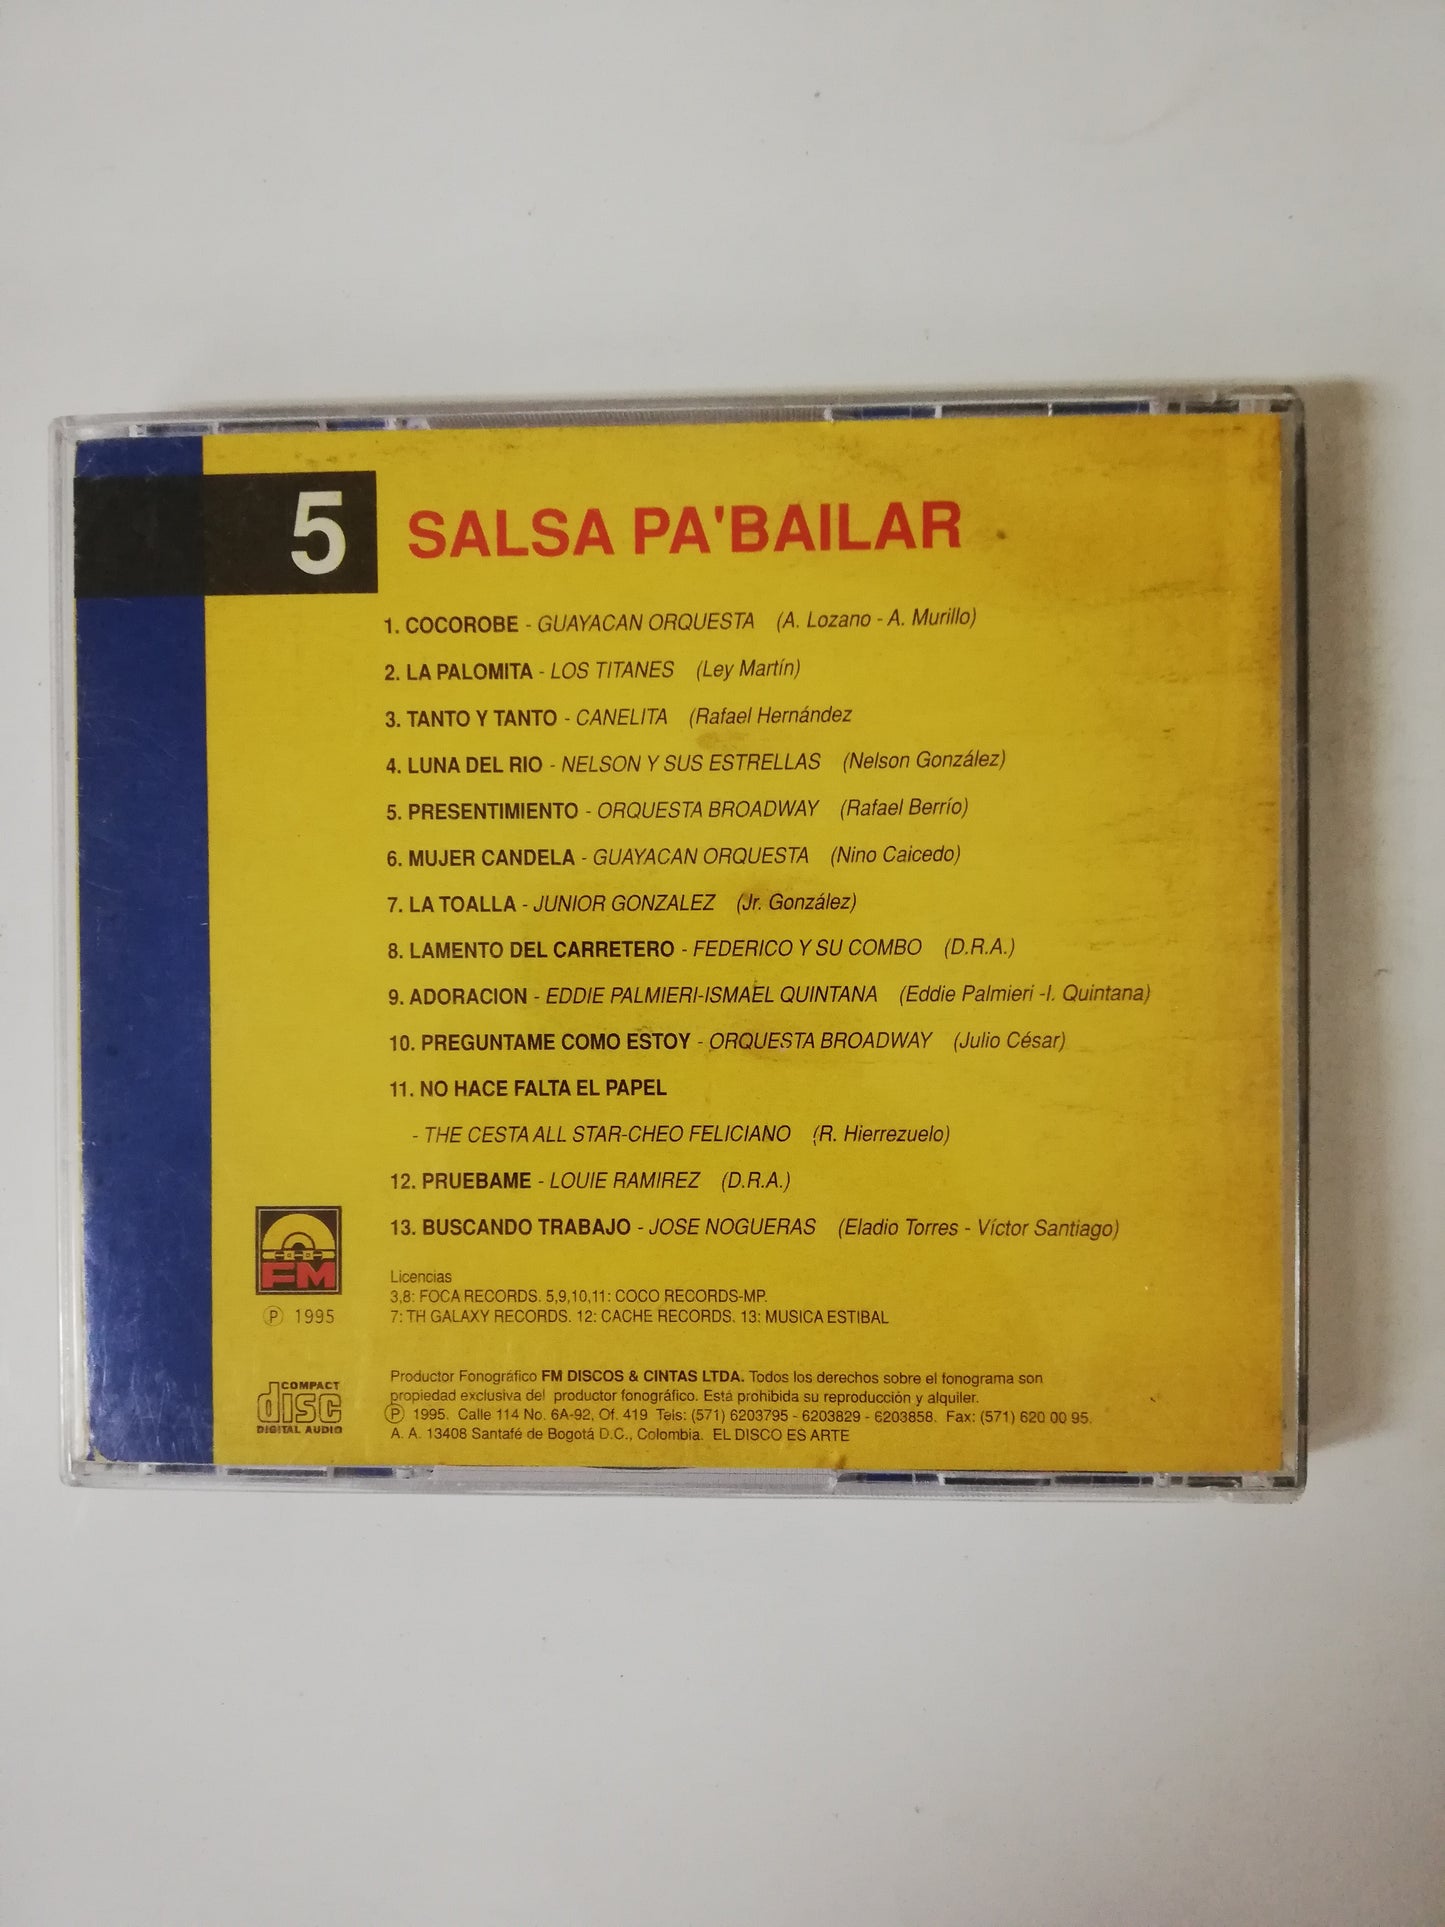 5 SALSA PA'BAILAR
1. COCOROBE - GUAYACAN ORQUESTA (A. Lozano - A. Murillo)
2. LA PALOMITA - LOS TITANES (Ley Martín)
3. TANTO Y TANTO - CANELITA (Rafael Hernández
4. LUNA DEL RIO - NELSON Y SUS ESTRELLAS (Nelson González)
5. PRESENTIMIENTO - ORQUESTA BROADWAY (Rafael Berrío)
6. MUJER CANDELA - GUAYACAN ORQUESTA (Nino Caicedo)
7. LA TOALLA - JUNIOR GONZALEZ (Jr. González)
8. LAMENTO DEL CARRETERO - FEDERICO Y SU COMBO (D.R.A.)
9. ADORACION - EDDIE PALMIERI-ISMAEL QUINTANA (Eddie Palmieri -I. Quintana)
10. PREGUNTAME COMO ESTOY - ORQUESTA BROADWAY (Julio César)
11. NO HACE FALTA EL PAPEL
- THE CESTA ALL STAR-CHEO FELICIANO (R. Hierrezuelo)
12. PRUEBAME - LOUIE RAMIREZ (D.R.A.)
13. BUSCANDO TRABAJO - JOSE NOGUERAS (Eladio Torres - Víctor Santiago)
FM
℗ 1995
Licencias
3,8: FOCA RECORDS. 5,9,10,11: COCO RECORDS-MP.
7: TH GALAXY RECORDS. 12: CACHE RECORDS. 13: MUSICA ESTIBAL
COMPACT
disc
DIGITAL AUDIO
Productor Fonográfico FM DISCOS & CINTAS LTDA. Todos los derechos sobre el fonograma son
propiedad exclusiva del productor fonográfico. Está prohibida su reproducción y alquiler.
℗ 1995. Calle 114 No. 6A-92, Of. 419 Tels: (571) 6203795 - 6203829 - 6203858. Fax: (571) 620 00 95.
A. A. 13408 Santafé de Bogotá D.C., Colombia. EL DISCO ES ARTE